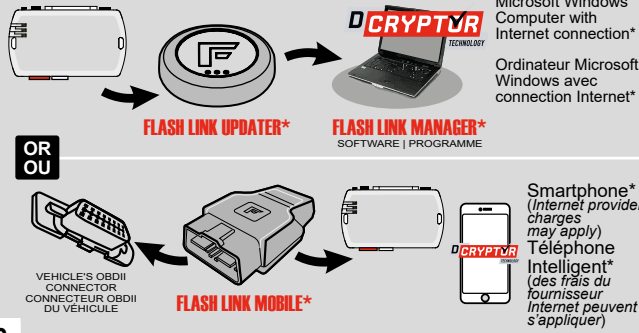 Microsoft Windows
Computer with
Internet connection*
Ordinateur Microsoft
Windows avec
connection Internet*
DCRYPTOR
TECHNOLOGY
FLASH LINK UPDATER*
FLASH LINK MANAGER*
SOFTWARE | PROGRAMME
OR
OU
VEHICLE'S OBDII
CONNECTOR
CONNECTEUR OBDII
DU VÉHICULE
FLASH LINK MOBILE*
DCRYPTOR
TECHNOLOGY
Smartphone*
(Internet provider
charges
may apply)
Téléphone
Intelligent*
(des frais du
fournisseur
Internet peuvent
s'appliquer)